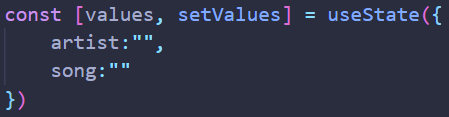 const [values, setValues] = useState({
    artist:"",
    song:""
})